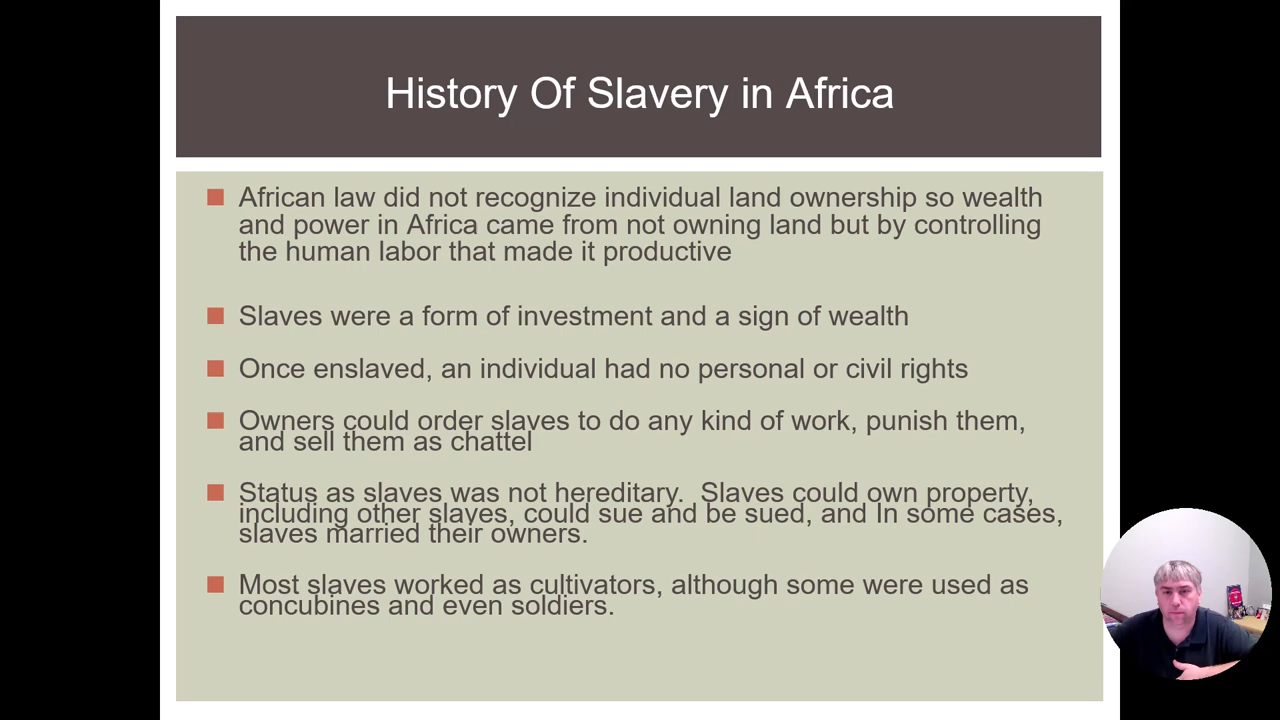 History Of Slavery in Africa
African law did not recognize individual land ownership so wealth
and power in Africa came from not owning land but by controlling
the human labor that made it productive
Slaves were a form of investment and a sign of wealth
Once enslaved, an individual had no personal or civil rights
Owners could order slaves to do any kind of work, punish them,
and sell them as chattel
Status as slaves was not hereditary.  Slaves could own property,
including other slaves, could sue and be sued, and In some cases,
slaves married their owners.
Most slaves worked as cultivators, although some were used as
concubines and even soldiers.